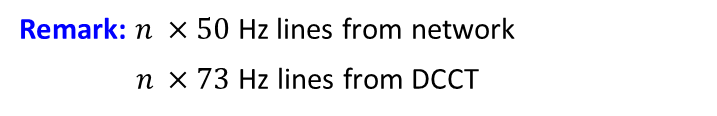 Remark: n × 50 Hz lines from network
n × 73 Hz lines from DCCT